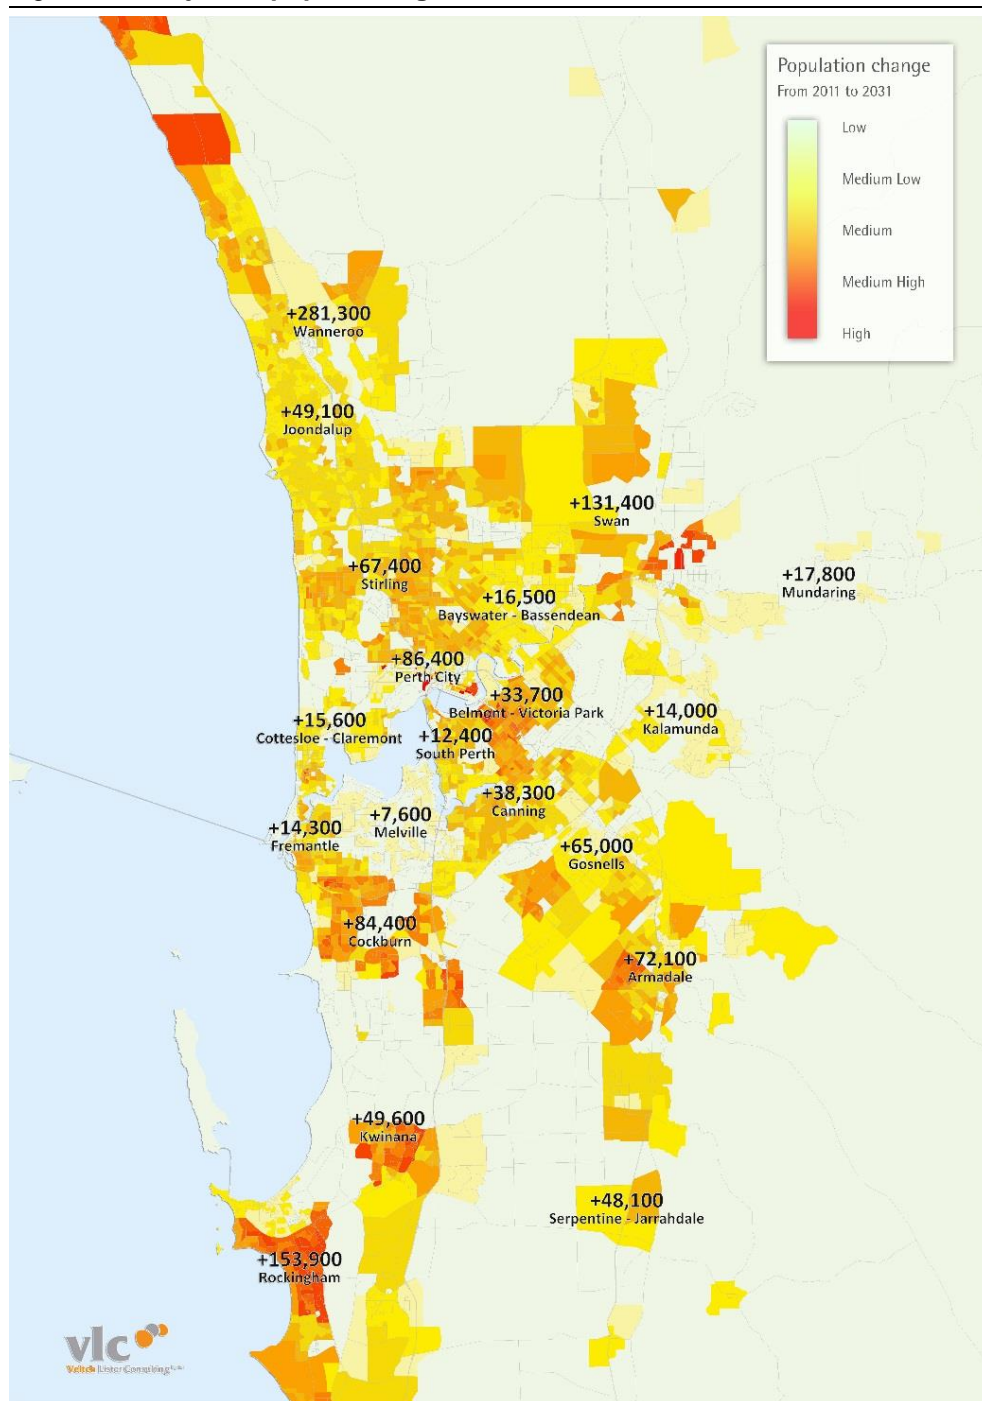 Population change
From 2011 to 2031
Low
Medium Low
Medium
Medium High
High
+281,300
Wanneroo
+49,100
Joondalup
+131,400
Swan
+67,400
Stirling
+17,800
Mundaring
+16,500
Bayswater - Bassendean
+86,400
Perth City
+33,700
Belmont - Victoria Park
+15,600
Cottesloe - Claremont
+14,000
Kalamunda
+12,400
South Perth
+38,300
Canning
+7,600
Melville
+14,300
Fremantle
+65,000
Gosnells
+84,400
Cockburn
+72,100
Armadale
+49,600
Kwinana
+48,100
Serpentine - Jarrahdale
+153,900
Rockingham
vlc
Veitch Lister Consulting